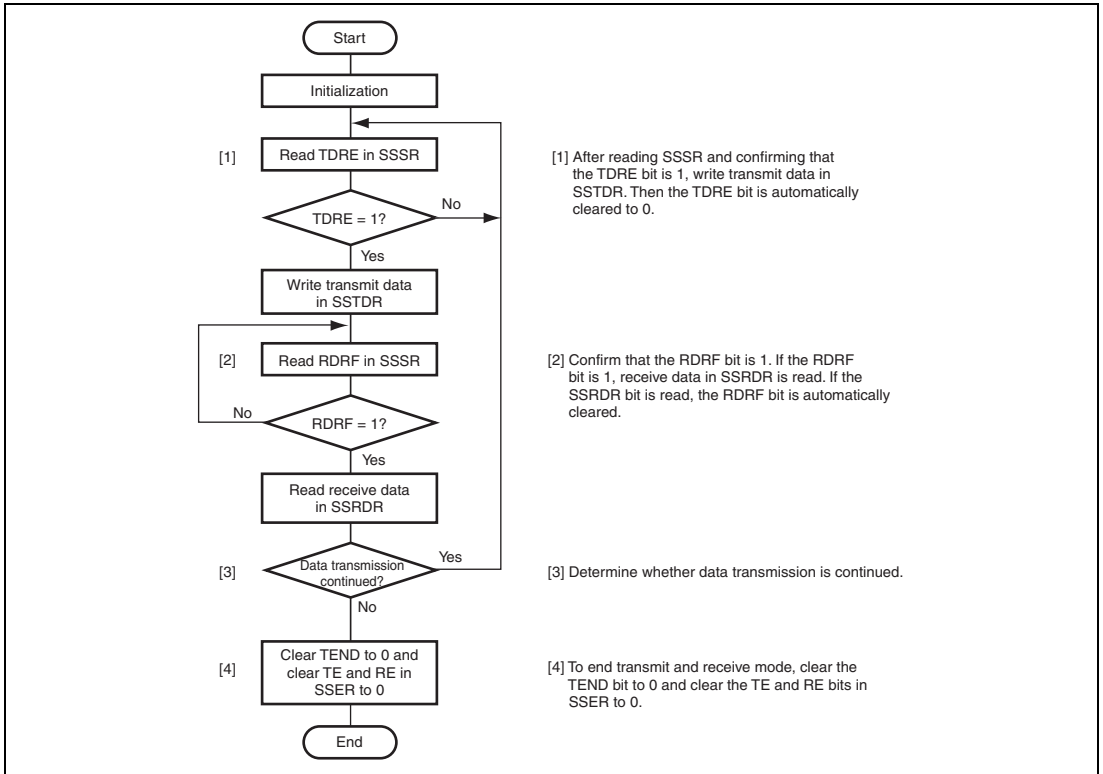 Start
Initialization
[1]
Read TDRE in SSSR
[1] After reading SSSR and confirming that
the TDRE bit is 1, write transmit data in
SSTDR. Then the TDRE bit is automatically
cleared to 0.
TDRE = 1?
No
Yes
Write transmit data
in SSTDR
[2]
Read RDRF in SSSR
[2] Confirm that the RDRF bit is 1. If the RDRF
bit is 1, receive data in SSRDR is read. If the
SSRDR bit is read, the RDRF bit is automatically
cleared.
No
RDRF = 1?
Yes
Read receive data
in SSRDR
[3]
Data transmission
continued?
Yes
[3] Determine whether data transmission is continued.
No
[4]
Clear TEND to 0 and
clear TE and RE in
SSER to 0
[4] To end transmit and receive mode, clear the
TEND bit to 0 and clear the TE and RE bits in
SSER to 0.
End